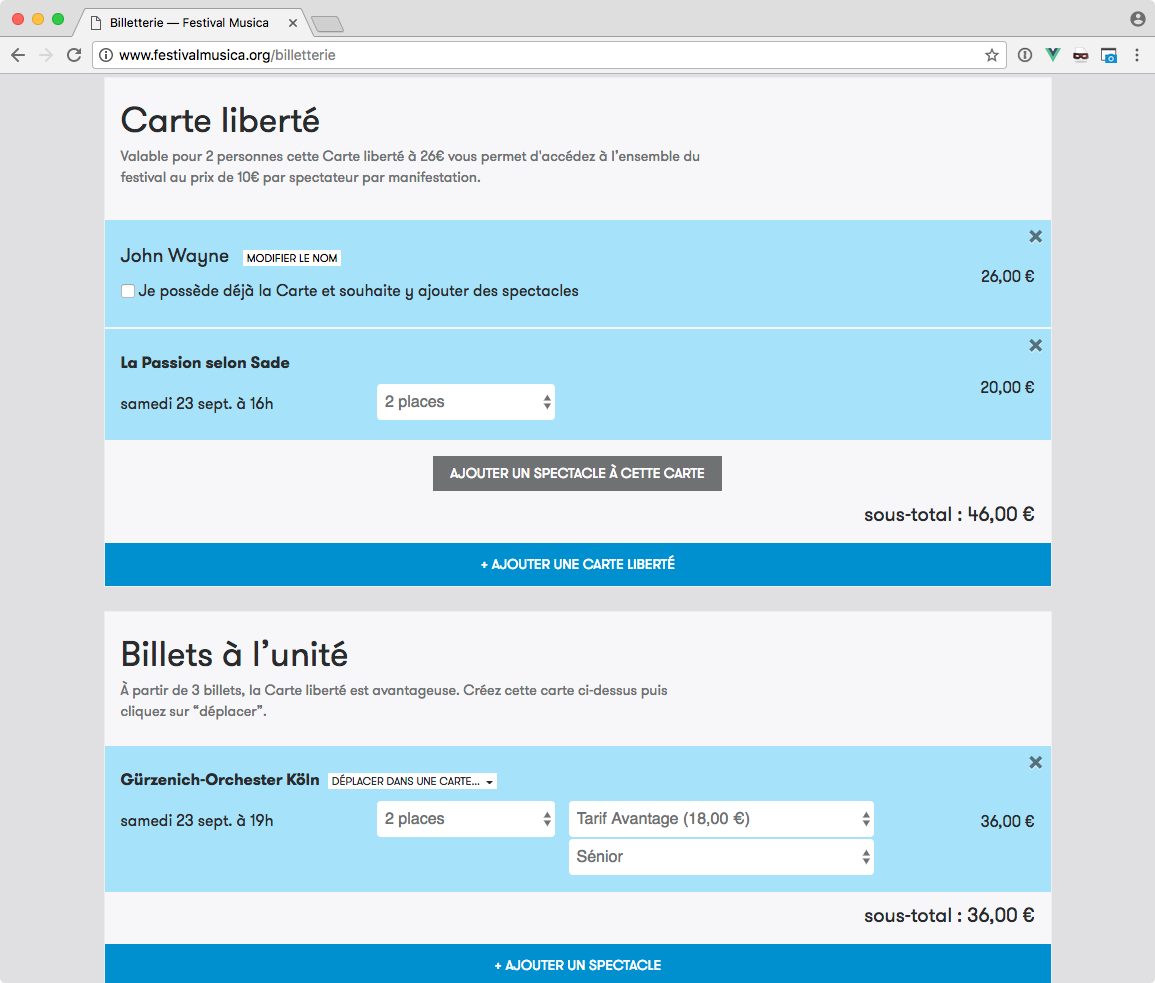 Billetterie — Festival Musica
www.festivalmusica.org/billetterie
Carte liberté
Valable pour 2 personnes cette Carte liberté à 26€ vous permet d'accédez à l’ensemble du
festival au prix de 10€ par spectateur par manifestation.
John Wayne MODIFIER LE NOM
26,00 €
Je possède déjà la Carte et souhaite y ajouter des spectacles
La Passion selon Sade
20,00 €
samedi 23 sept. à 16h 2 places
AJOUTER UN SPECTACLE À CETTE CARTE
sous-total : 46,00 €
+ AJOUTER UNE CARTE LIBERTÉ
Billets à l’unité
À partir de 3 billets, la Carte liberté est avantageuse. Créez cette carte ci-dessus puis
cliquez sur “déplacer”.
Gürzenich-Orchester Köln DÉPLACER DANS UNE CARTE...
samedi 23 sept. à 19h 2 places Tarif Avantage (18,00 €) 36,00 €
Sénior
sous-total : 36,00 €
+ AJOUTER UN SPECTACLE